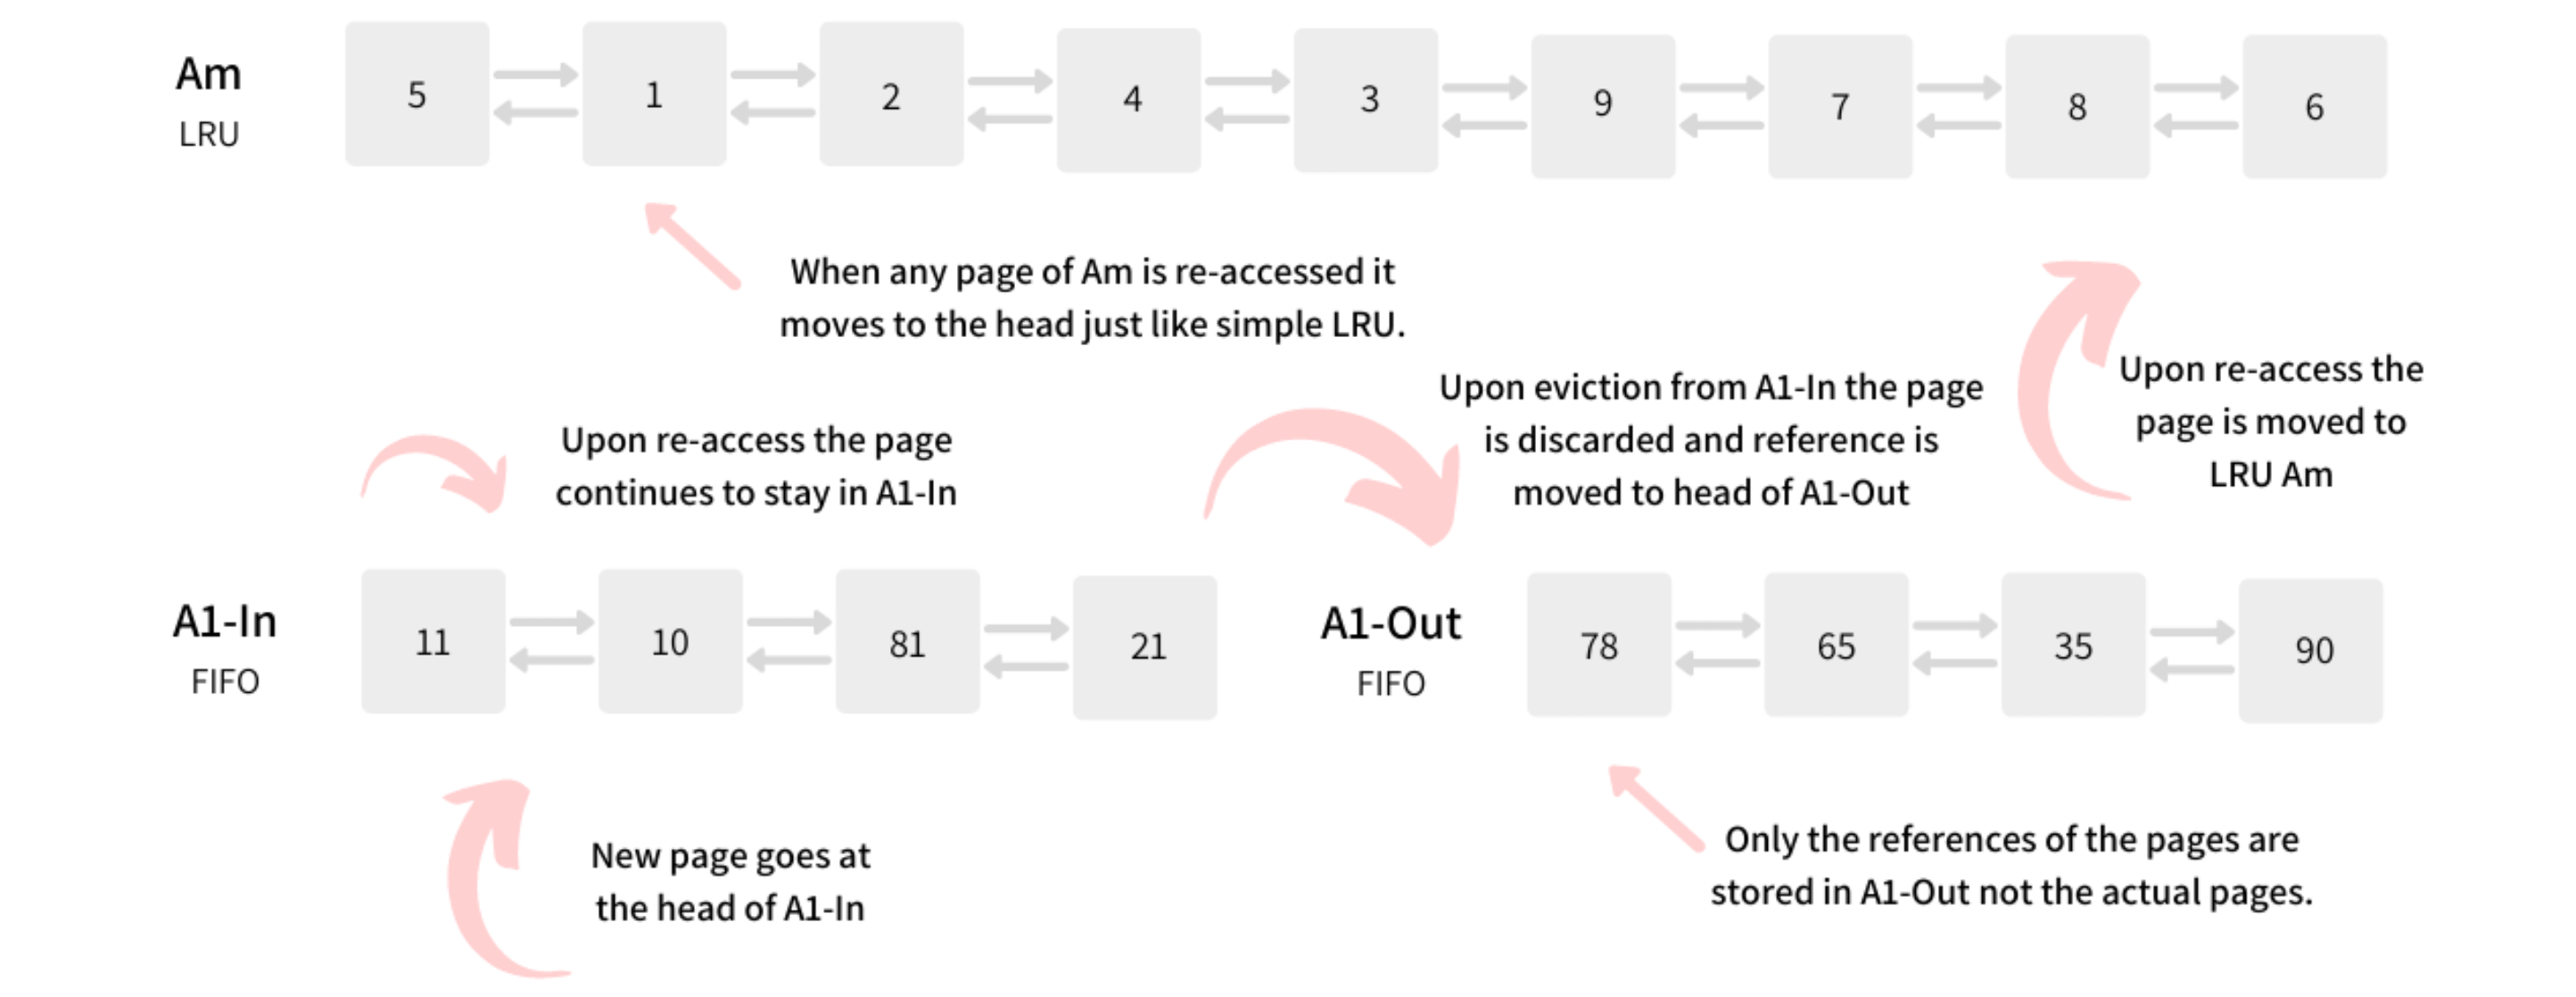 Am
LRU
5
1
2
4
3
9
7
8
6
When any page of Am is re-accessed it
moves to the head just like simple LRU.
Upon re-access the page
continues to stay in A1-In
Upon eviction from A1-In the page
is discarded and reference is
moved to head of A1-Out
Upon re-access the
page is moved to
LRU Am
A1-In
FIFO
11
10
81
21
A1-Out
FIFO
78
65
35
90
New page goes at
the head of A1-In
Only the references of the pages are
stored in A1-Out not the actual pages.